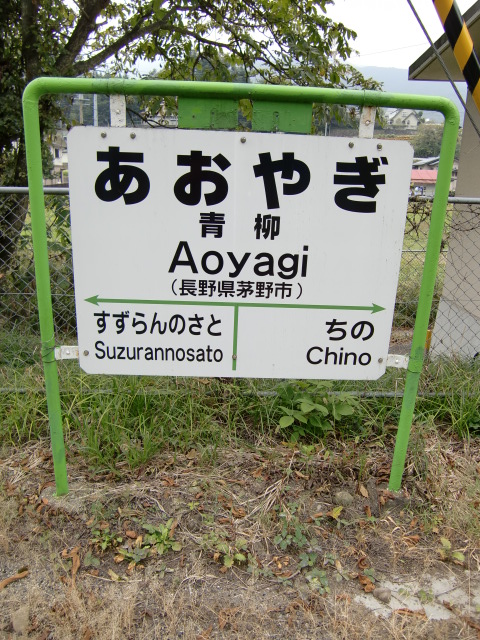 あおやぎ
青柳
Aoyagi
（長野県茅野市）
すずらんのさと ちの
Suzurannosato Chino